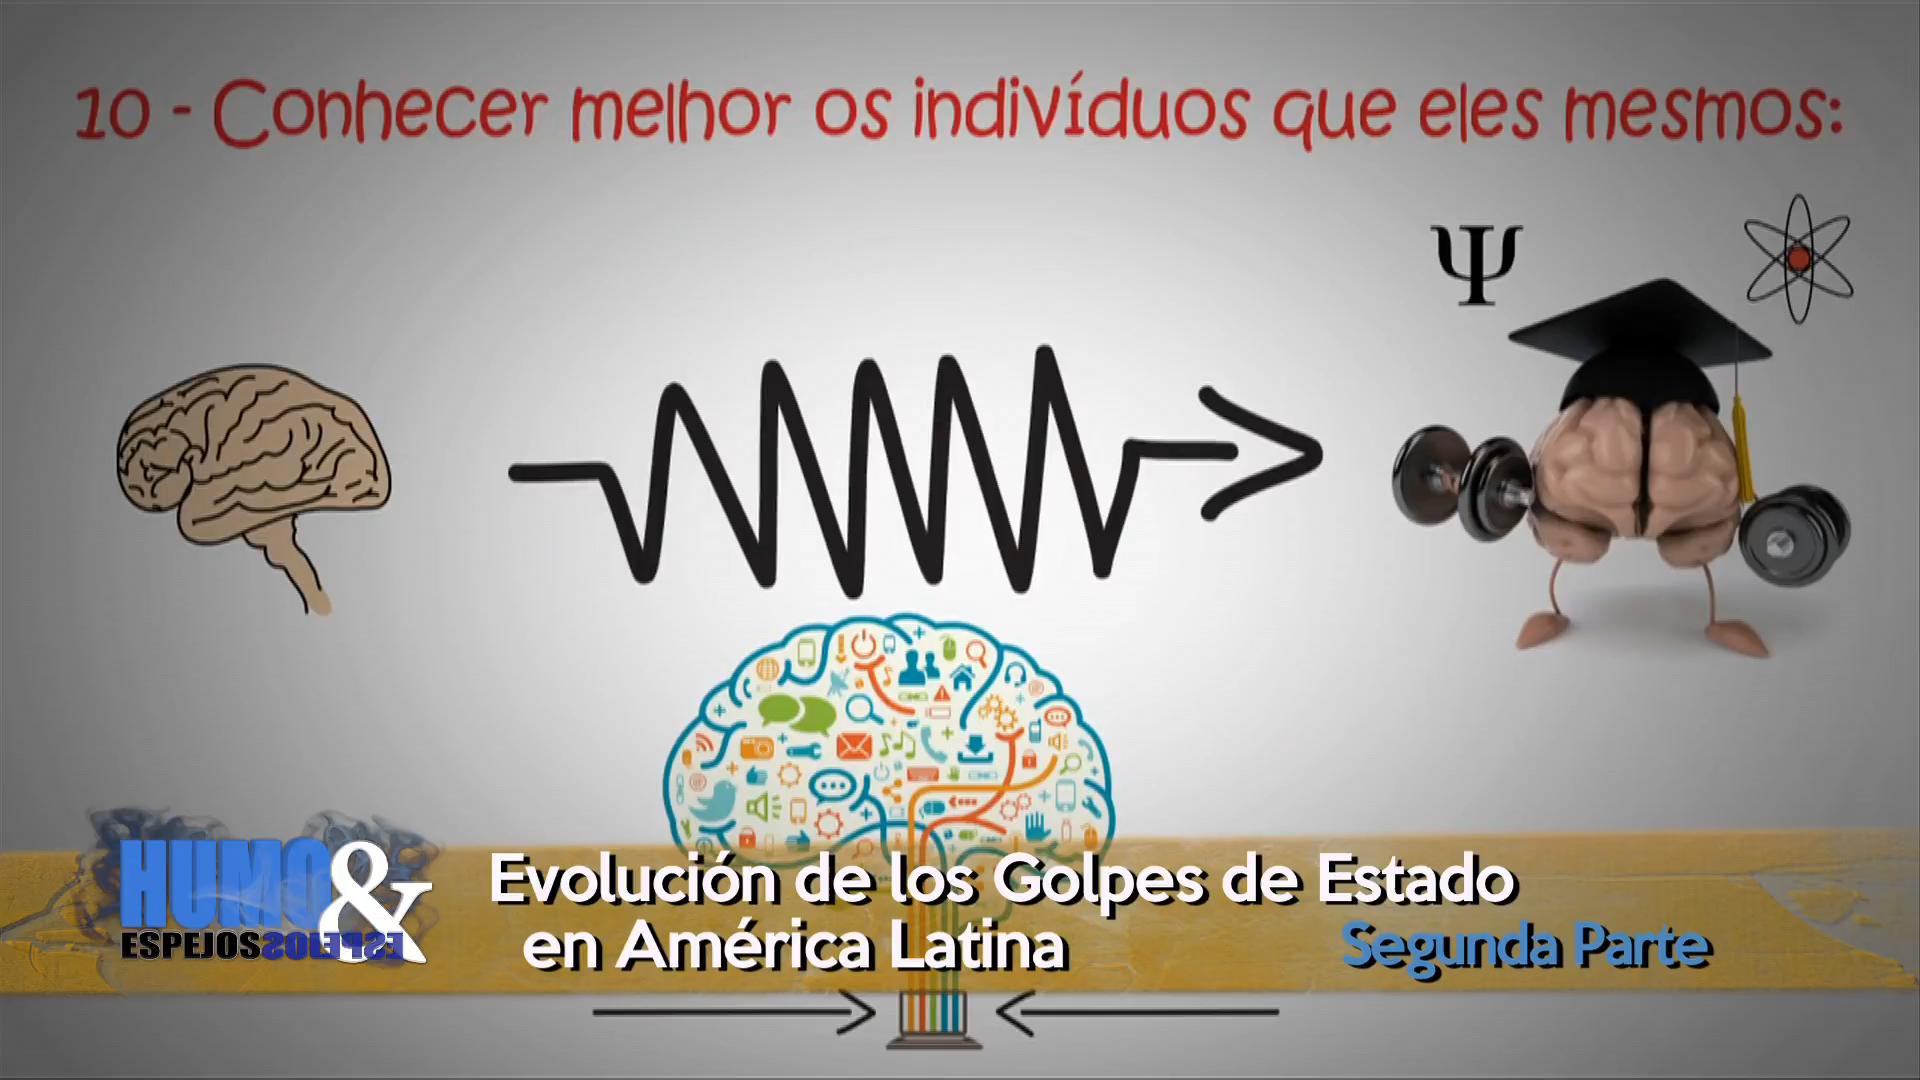 10 - Conhecer melhor os indivíduos que eles mesmos:
Ψ
HUMO &
ESPEJOS ESPEJOS
Evolución de los Golpes de Estado
en América Latina
Segunda Parte